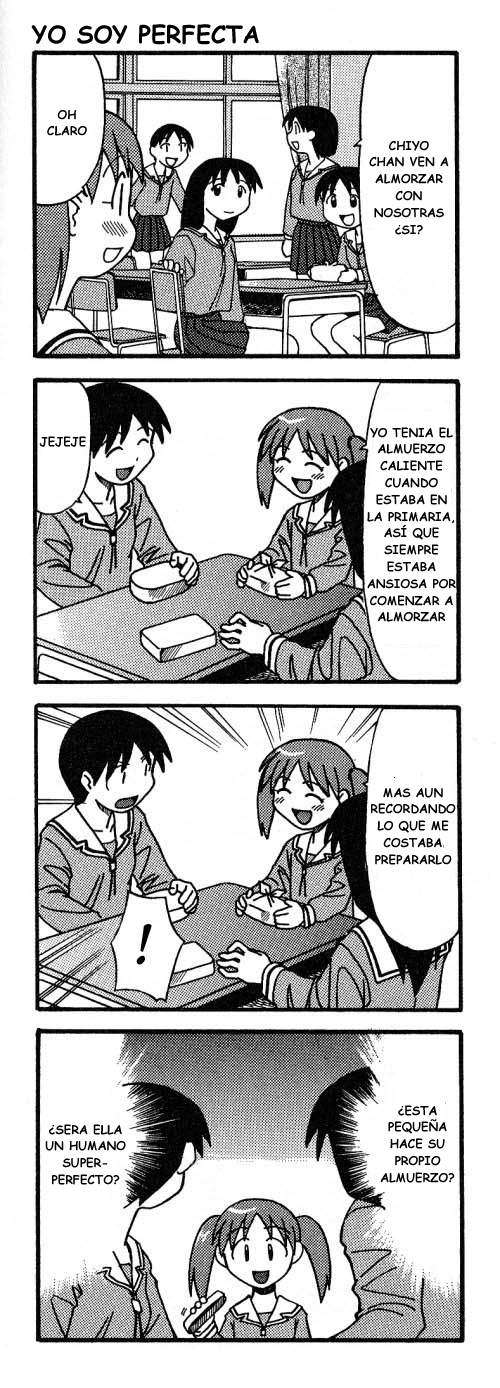 YO SOY PERFECTA
CHIYO
CHAN VEN A
ALMORZAR
CON
NOSOTRAS
¿SI?
OH
CLARO
YO TENIA EL
ALMUERZO
CALIENTE
CUANDO
ESTABA EN
LA PRIMARIA,
ASÍ QUE
SIEMPRE
ESTABA
ANSIOSA POR
COMENZAR A
ALMORZAR
JEJEJE
MAS AUN
RECORDANDO
LO QUE ME
COSTABA
PREPARARLO
!
¿ESTA
PEQUEÑA
HACE SU
PROPIO
ALMUERZO?
¿SERA ELLA
UN HUMANO
SUPER-
PERFECTO?